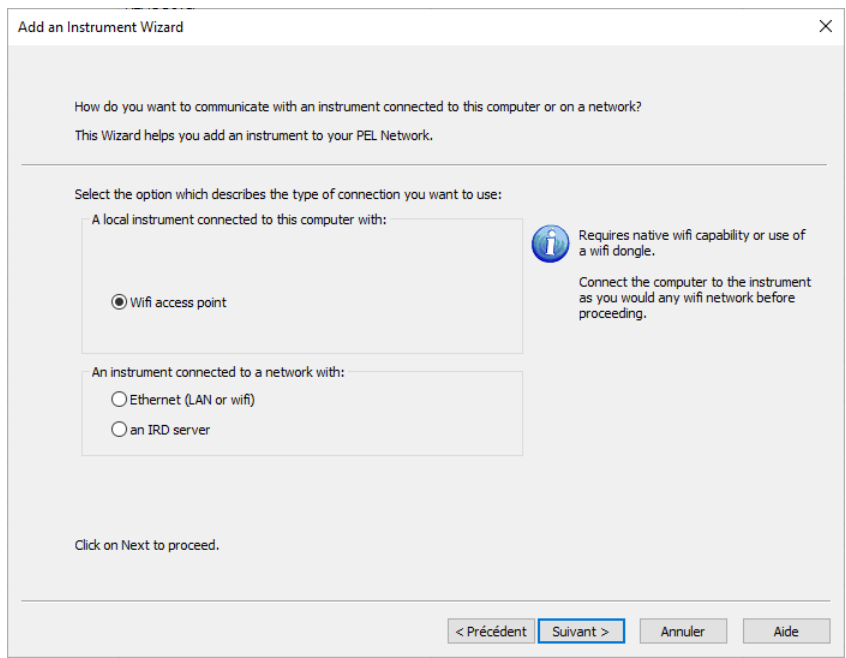 Add an Instrument Wizard
How do you want to communicate with an instrument connected to this computer or on a network?
This Wizard helps you add an instrument to your PEL Network.
Select the option which describes the type of connection you want to use:
A local instrument connected to this computer with:
Wifi access point
Requires native wifi capability or use of
a wifi dongle.
Connect the computer to the instrument
as you would any wifi network before
proceeding.
An instrument connected to a network with:
Ethernet (LAN or wifi)
an IRD server
Click on Next to proceed.
< Précédent
Suivant >
Annuler
Aide